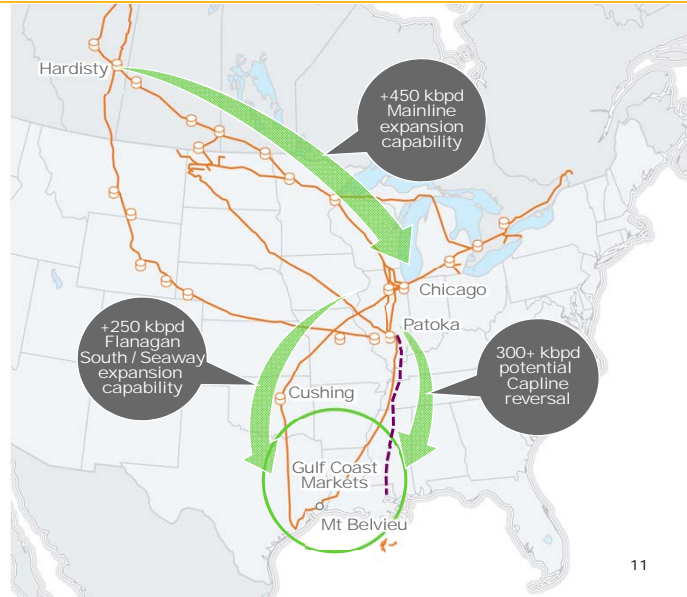 Hardisty
+450 kbpd
Mainline
expansion
capability
Chicago
Patoka
+250 kbpd
Flanagan
South / Seaway
expansion
capability
300+ kbpd
potential
Capline
reversal
Cushing
Gulf Coast
Markets
Mt Belvieu
11